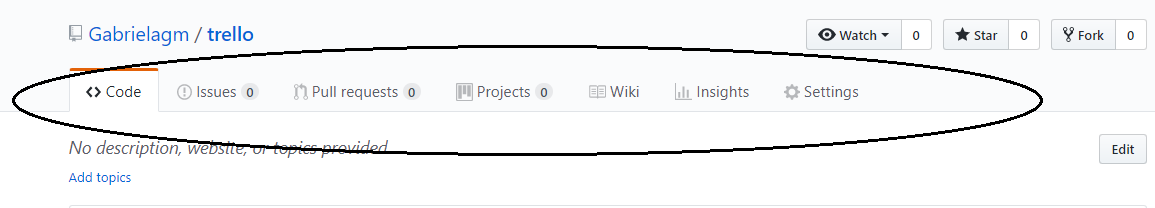 Gabrielagm / trello Watch 0 Star 0 Fork 0
Code Issues 0 Pull requests 0 Projects 0 Wiki Insights Settings
No description, website, or topics provided. Edit
Add topics